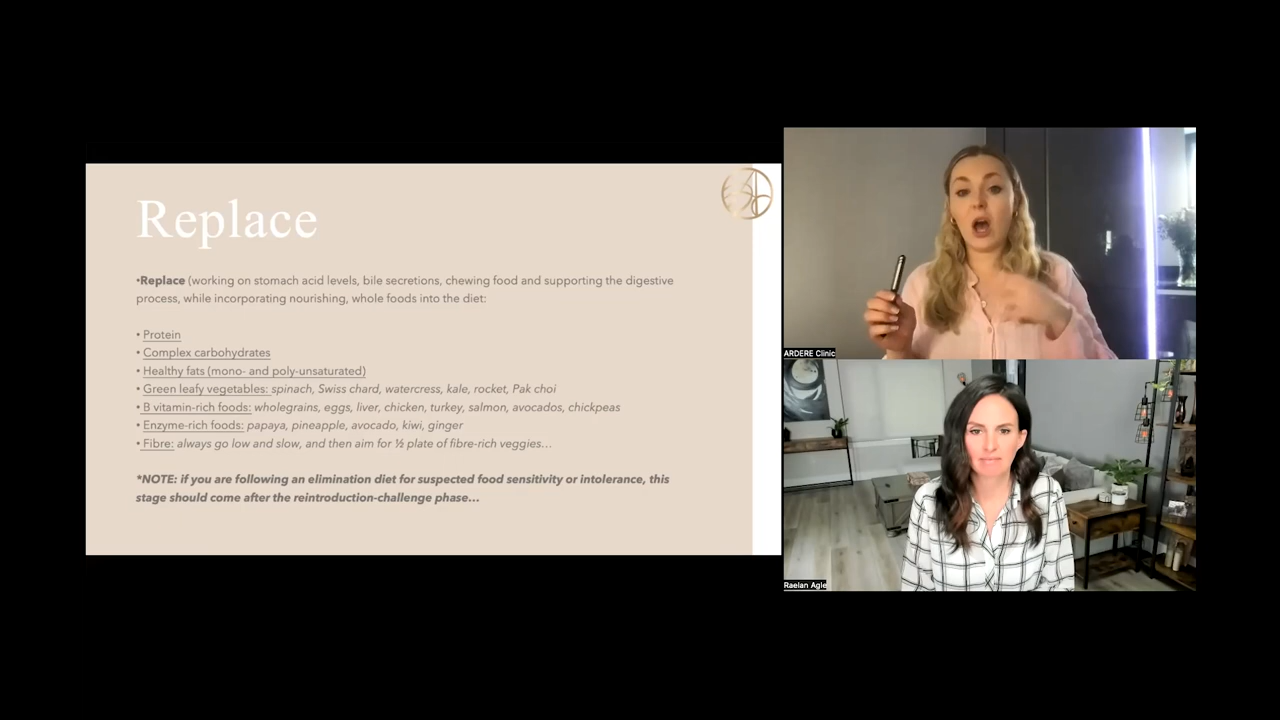 Replace
•Replace (working on stomach acid levels, bile secretions, chewing food and supporting the digestive
process, while incorporating nourishing, whole foods into the diet:
• Protein
• Complex carbohydrates
• Healthy fats (mono- and poly-unsaturated)
• Green leafy vegetables: spinach, Swiss chard, watercress, kale, rocket, Pak choi
• B vitamin-rich foods: wholegrains, eggs, liver, chicken, turkey, salmon, avocados, chickpeas
• Enzyme-rich foods: papaya, pineapple, avocado, kiwi, ginger
• Fibre: always go low and slow, and then aim for ½ plate of fibre-rich veggies…
*NOTE: if you are following an elimination diet for suspected food sensitivity or intolerance, this
stage should come after the reintroduction-challenge phase…
ARDERE Clinic
Raelan Agle